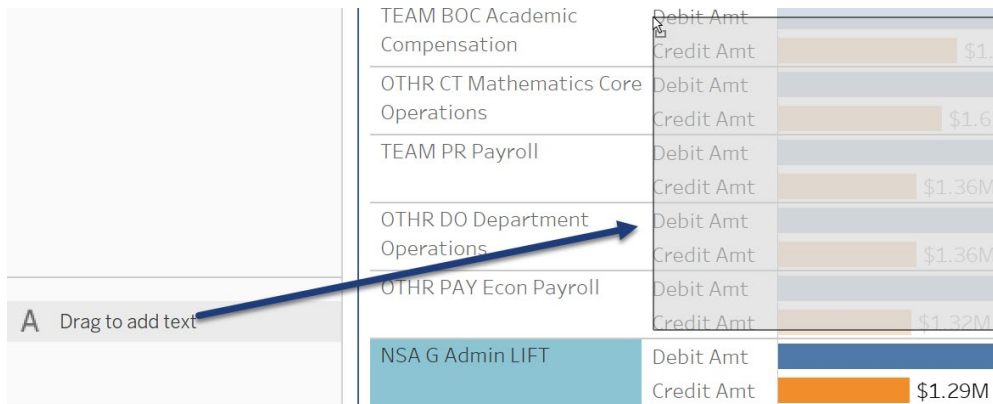 TEAM BOC Academic
Compensation
Debit Amt
Credit Amt
$1.
OTHR CT Mathematics Core
Operations
Debit Amt
Credit Amt
$1.6
TEAM PR Payroll
Debit Amt
Credit Amt
$1.36M
OTHR DO Department
Operations
Debit Amt
Credit Amt
$1.36M
OTHR PAY Econ Payroll
Debit Amt
Credit Amt
$1.32M
A Drag to add text
NSA G Admin LIFT
Debit Amt
Credit Amt
$1.29M